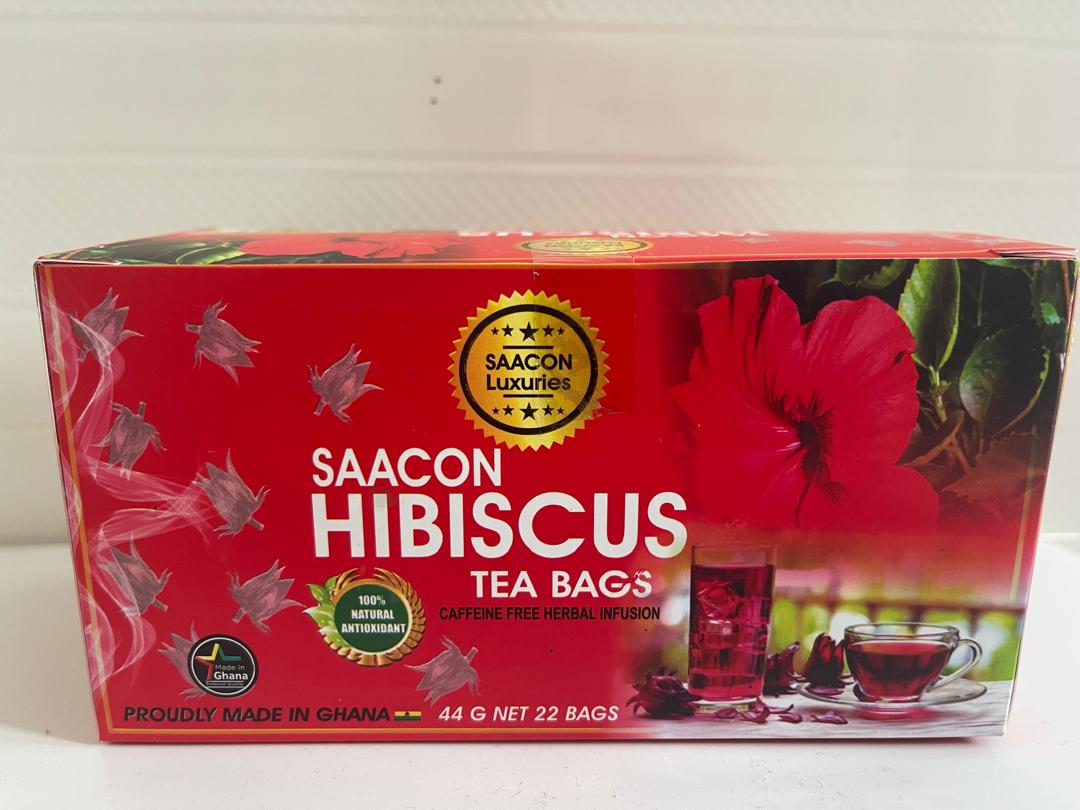 SAACON
Luxuries
SAACON
HIBISCUS
TEA BAGS
CAFFEINE FREE HERBAL INFUSION
100%
NATURAL
ANTIOXIDANT
Made in
Ghana
PROUDLY MADE IN GHANA
44 G NET 22 BAGS